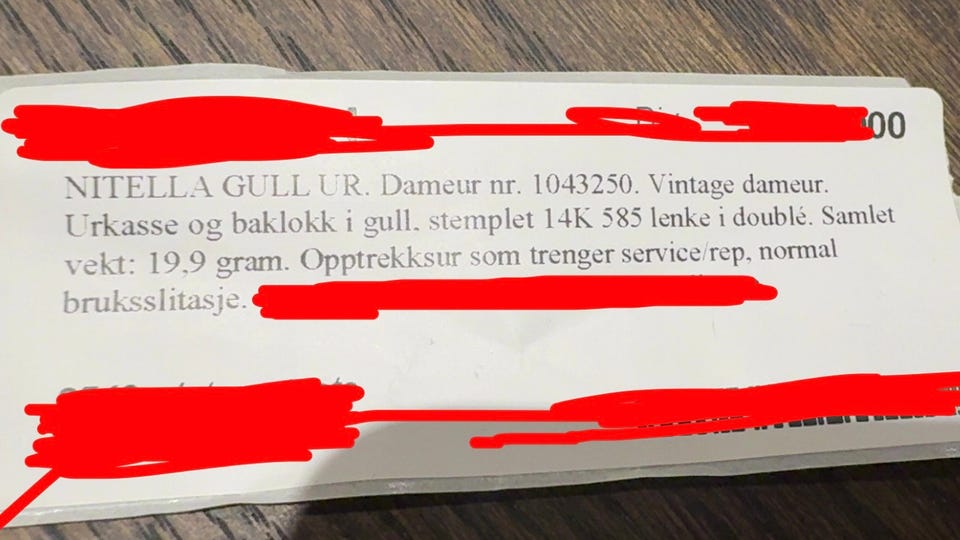 00
NITELLA GULL UR. Dameur nr. 1043250. Vintage dameur.
Urkasse og baklokk i gull, stemplet 14K 585 lenke i doublé. Samlet
vekt: 19,9 gram. Opptrekksur som trenger service/rep, normal
bruksslitasje.